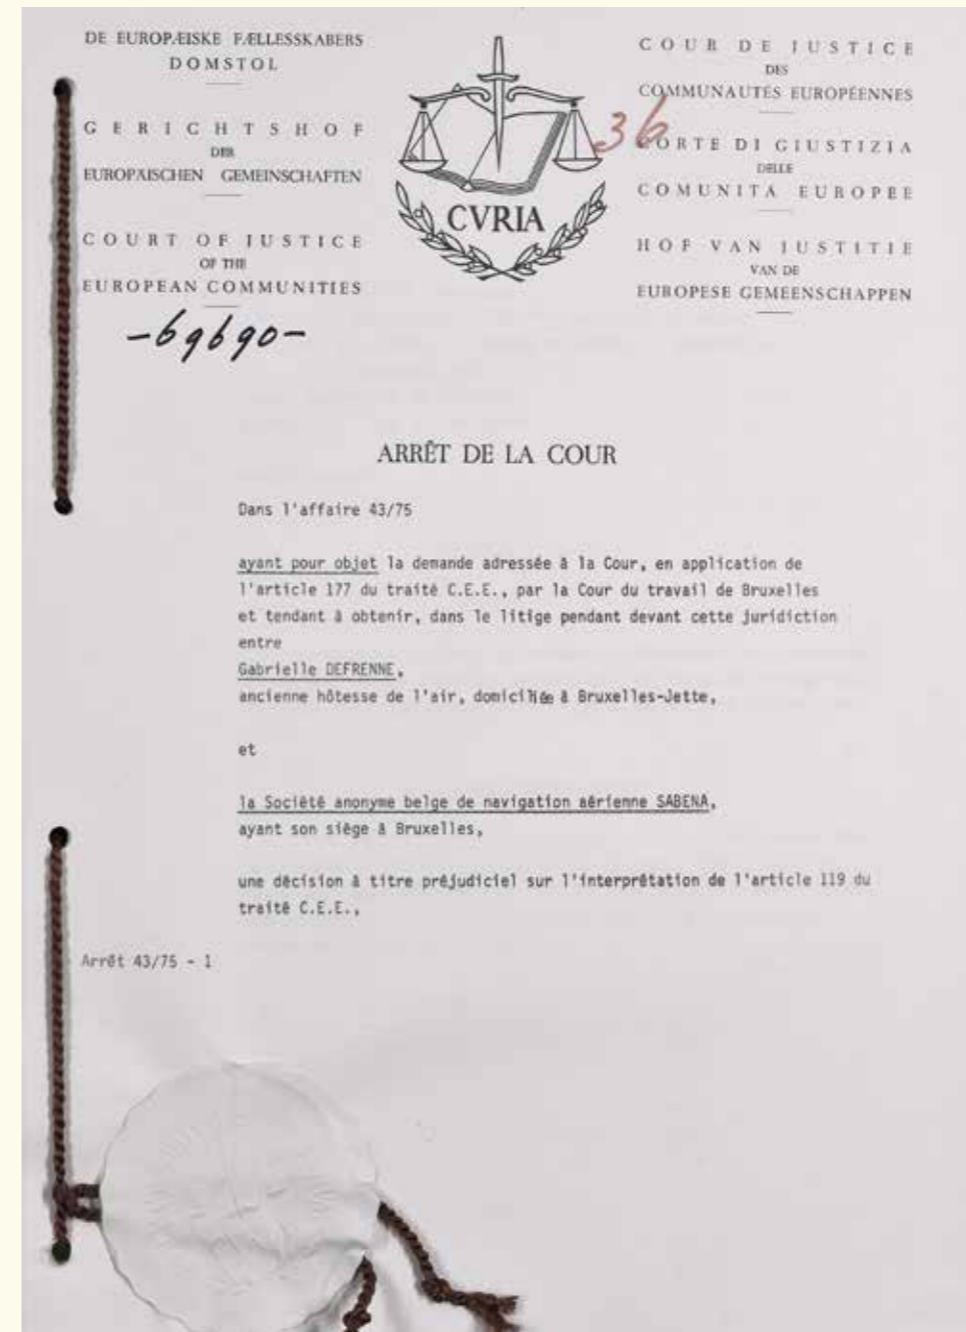 DE EUROPÆISKE FÆLLESSKABERS
DOMSTOL
GERICHTSHOF
DER
EUROPÄISCHEN GEMEINSCHAFTEN
COURT OF JUSTICE
OF THE
EUROPEAN COMMUNITIES
-69690-
CVRIA
36
COUR DE JUSTICE
DES
COMMUNAUTÉS EUROPÉENNES
CORTE DI GIUSTIZIA
DELLE
COMUNITÀ EUROPEE
HOF VAN JUSTITIE
VAN DE
EUROPESE GEMEENSCHAPPEN
ARRÊT DE LA COUR
Dans l'affaire 43/75
ayant pour objet la demande adressée à la Cour, en application de
l'article 177 du traité C.E.E., par la Cour du travail de Bruxelles
et tendant à obtenir, dans le litige pendant devant cette juridiction
entre
Gabrielle DEFRENNE,
ancienne hôtesse de l'air, domiciliée à Bruxelles-Jette,
et
la Société anonyme belge de navigation aérienne SABENA,
ayant son siège à Bruxelles,
une décision à titre préjudiciel sur l'interprétation de l'article 119 du
traité C.E.E.,
Arrêt 43/75 - 1